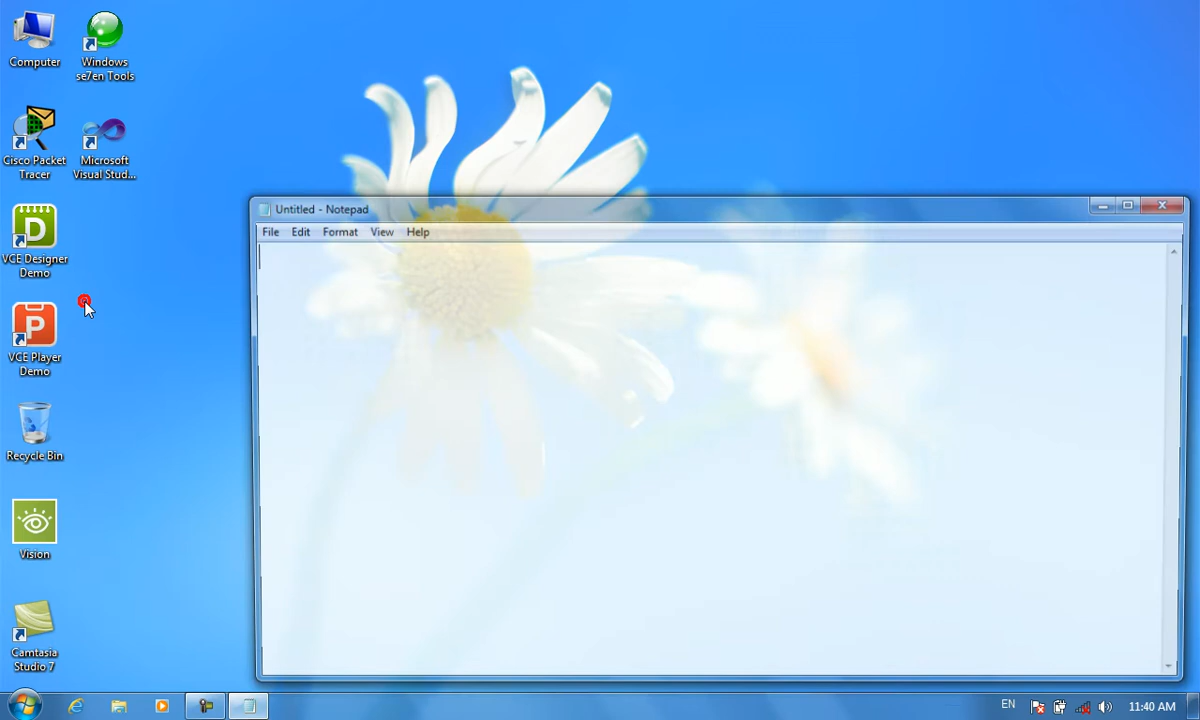 Computer
Windows
se7en Tools
Cisco Packet
Tracer
Microsoft
Visual Stud...
VCE Designer
Demo
VCE Player
Demo
Recycle Bin
Vision
Camtasia
Studio 7
Untitled - Notepad
File Edit Format View Help
EN
11:40 AM